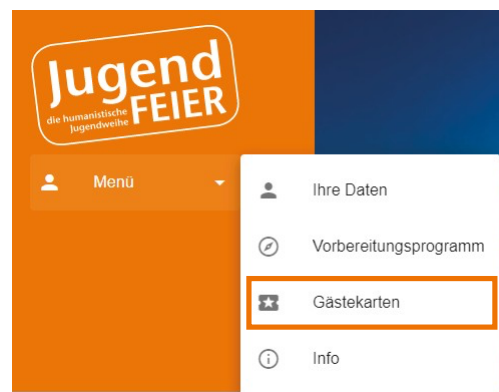 Jugend
die humanistische
Jugendweihe FEIER
Menü
Ihre Daten
Vorbereitungsprogramm
Gästekarten
Info